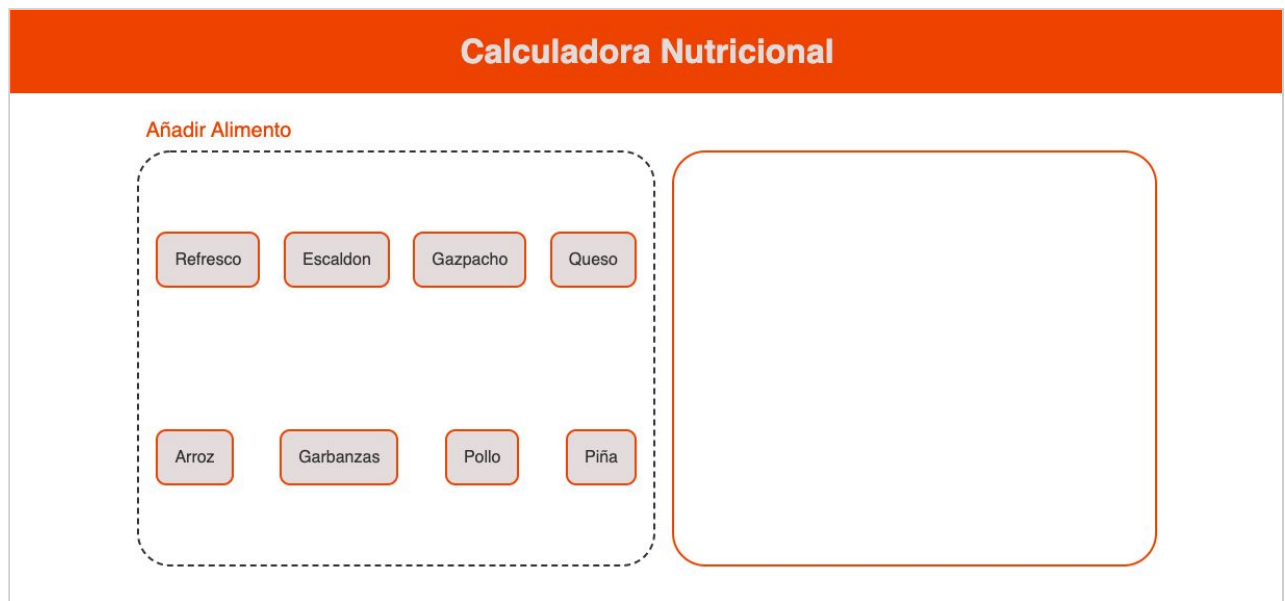 Calculadora Nutricional
Añadir Alimento
Refresco Escaldon Gazpacho Queso
Arroz Garbanzas Pollo Piña